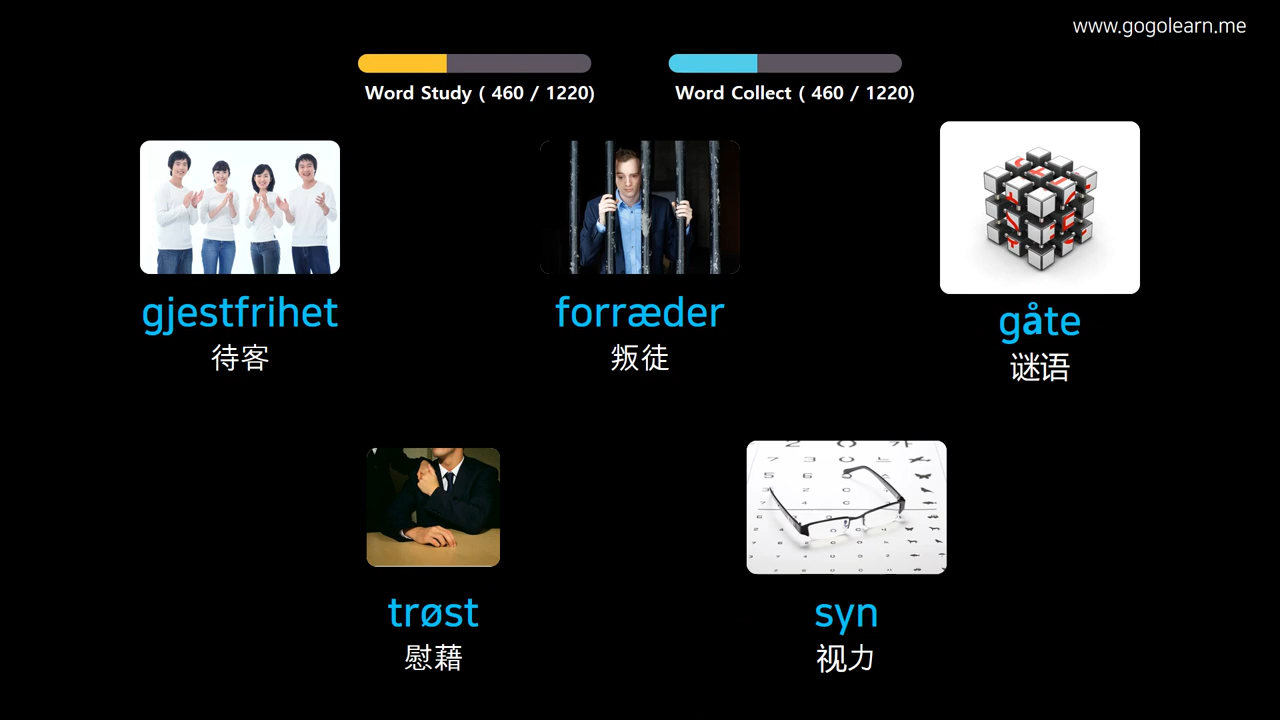 www.gogolearn.me
Word Study ( 460 / 1220)
Word Collect ( 460 / 1220)
gjestfrihet
待客
forræder
叛徒
gåte
谜语
trøst
慰藉
syn
视力